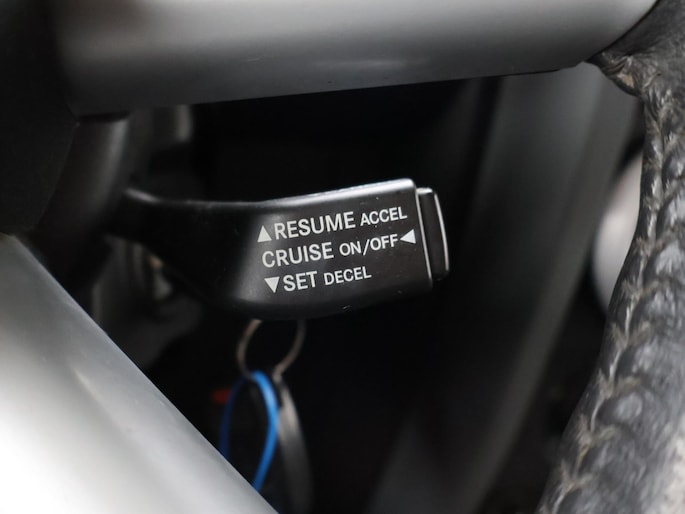 ▲RESUME ACCEL
CRUISE ON/OFF◀
▼SET DECEL